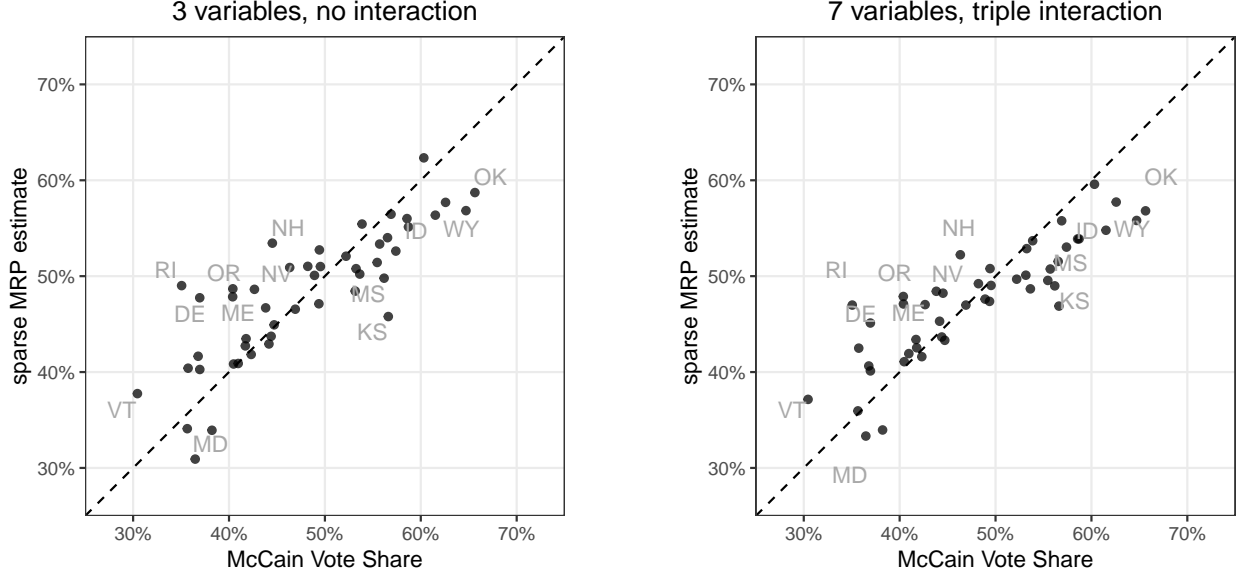 3 variables, no interaction
70%
60%
50%
40%
30%
sparse MRP estimate
OK
NH
ID
WY
RI
OR
NV
DE
ME
MS
KS
VT
MD
30%
40%
50%
60%
70%
McCain Vote Share
7 variables, triple interaction
70%
60%
50%
40%
30%
sparse MRP estimate
OK
NH
ID
WY
RI
OR
NV
MS
DE
ME
KS
VT
MD
30%
40%
50%
60%
70%
McCain Vote Share